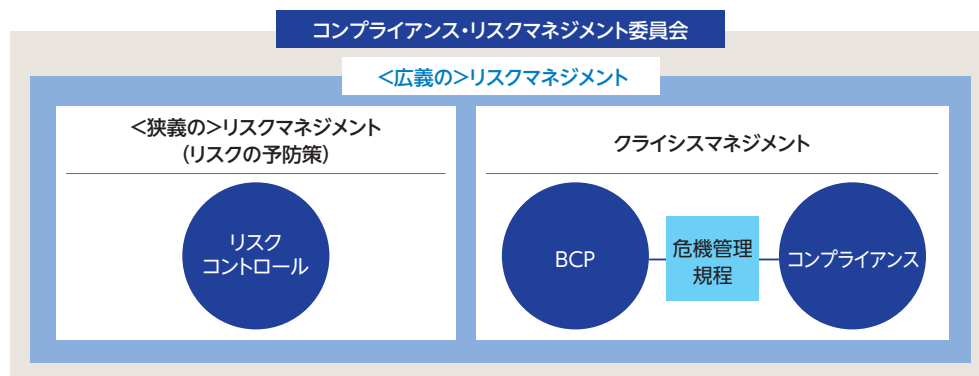 コンプライアンス・リスクマネジメント委員会
<広義の>リスクマネジメント
<狭義の>リスクマネジメント
(リスクの予防策)
リスク
コントロール
クライシスマネジメント
BCP
危機管理
規程
コンプライアンス